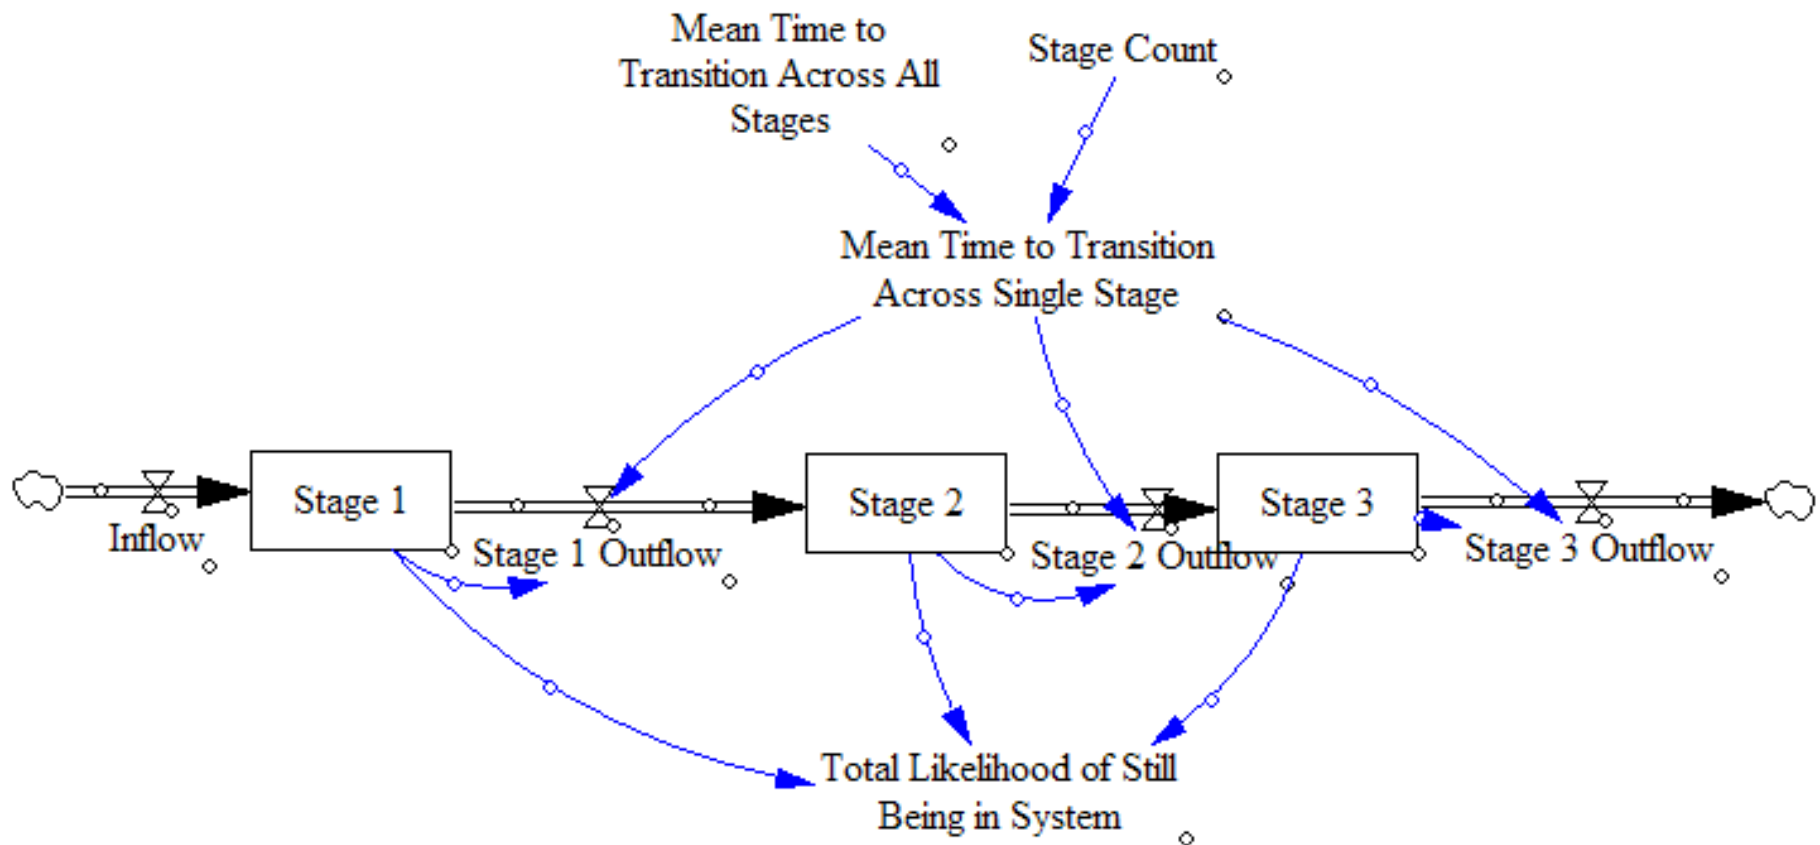 Mean Time to
Transition Across All
Stages
Stage Count
Mean Time to Transition
Across Single Stage
Stage 1
Stage 2
Stage 3
Inflow
Stage 1 Outflow
Stage 2 Outflow
Stage 3 Outflow
Total Likelihood of Still
Being in System